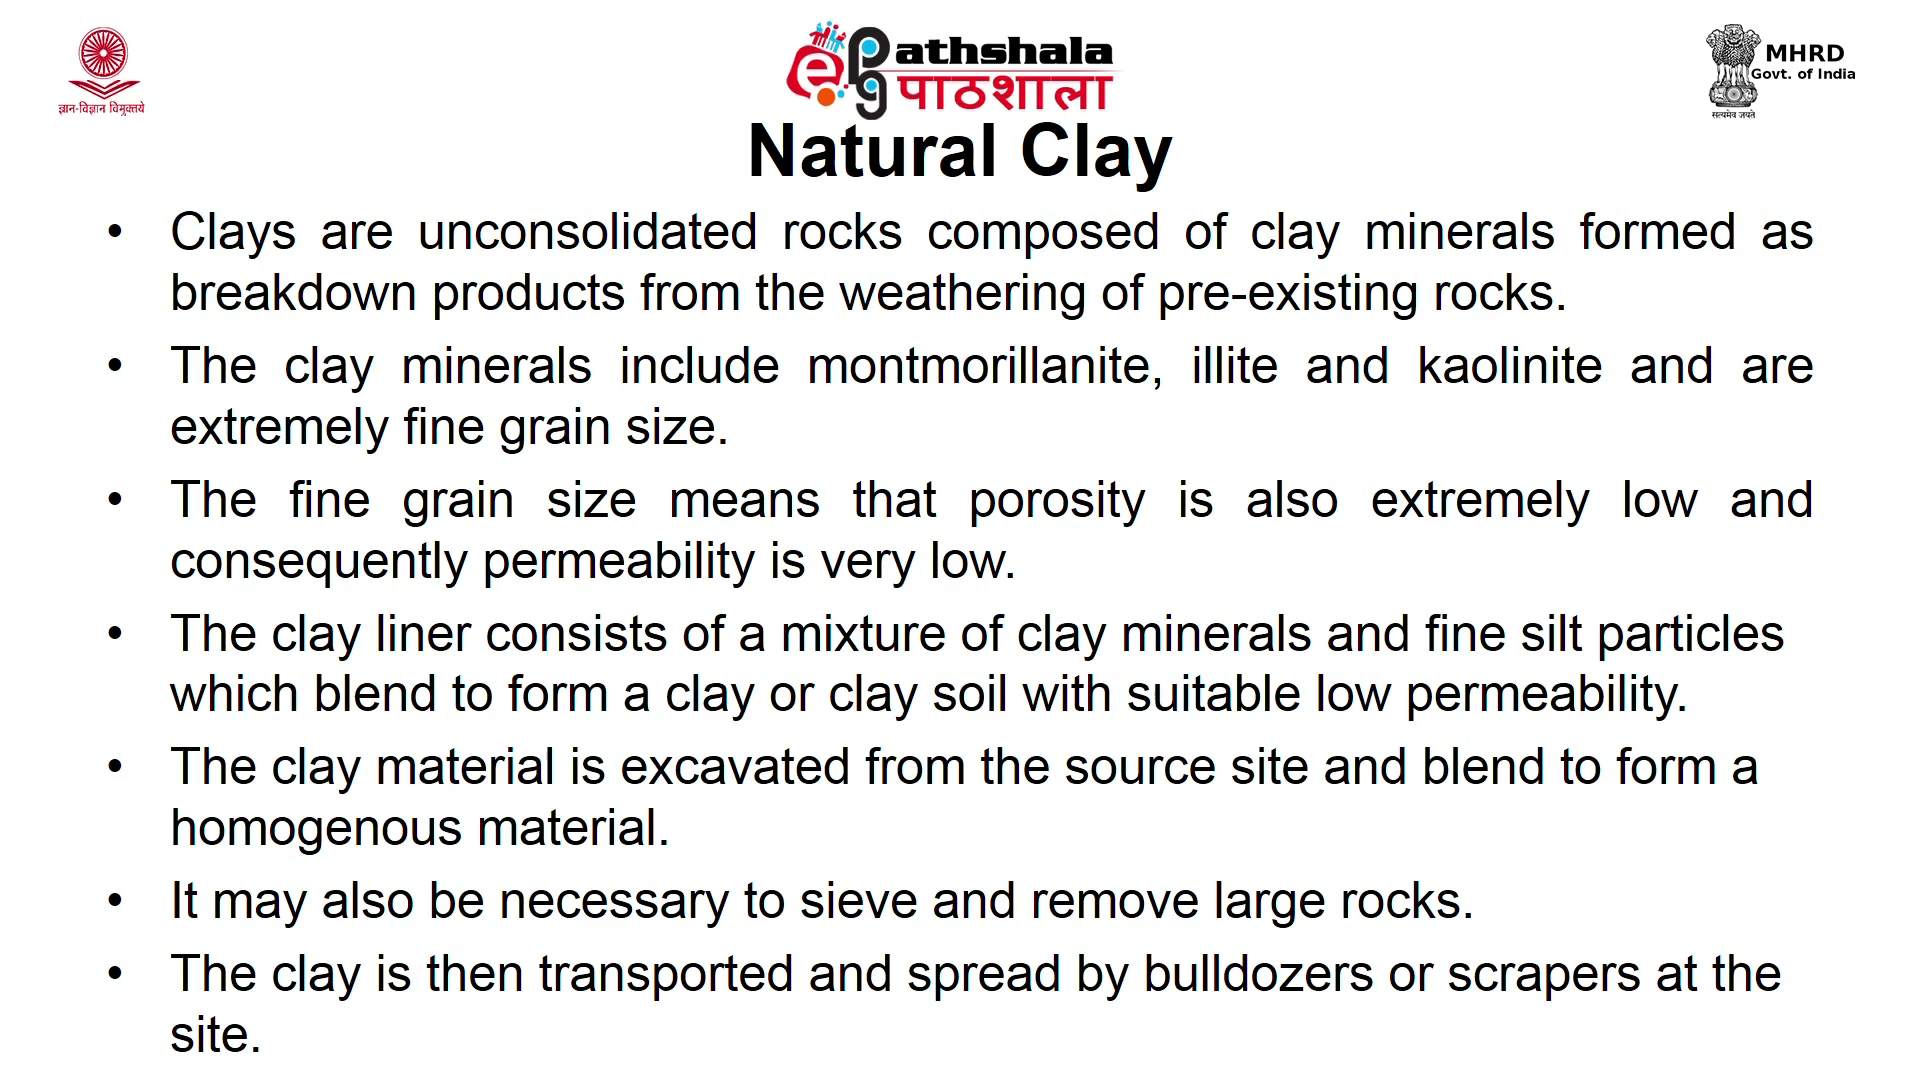 ज्ञान-विज्ञान विमुक्तये
athshala
पाठशाला
MHRD
Govt. of India
सत्यमेव जयते
Natural Clay
• Clays are unconsolidated rocks composed of clay minerals formed as
breakdown products from the weathering of pre-existing rocks.
• The clay minerals include montmorillanite, illite and kaolinite and are
extremely fine grain size.
• The fine grain size means that porosity is also extremely low and
consequently permeability is very low.
• The clay liner consists of a mixture of clay minerals and fine silt particles
which blend to form a clay or clay soil with suitable low permeability.
• The clay material is excavated from the source site and blend to form a
homogenous material.
• It may also be necessary to sieve and remove large rocks.
• The clay is then transported and spread by bulldozers or scrapers at the
site.